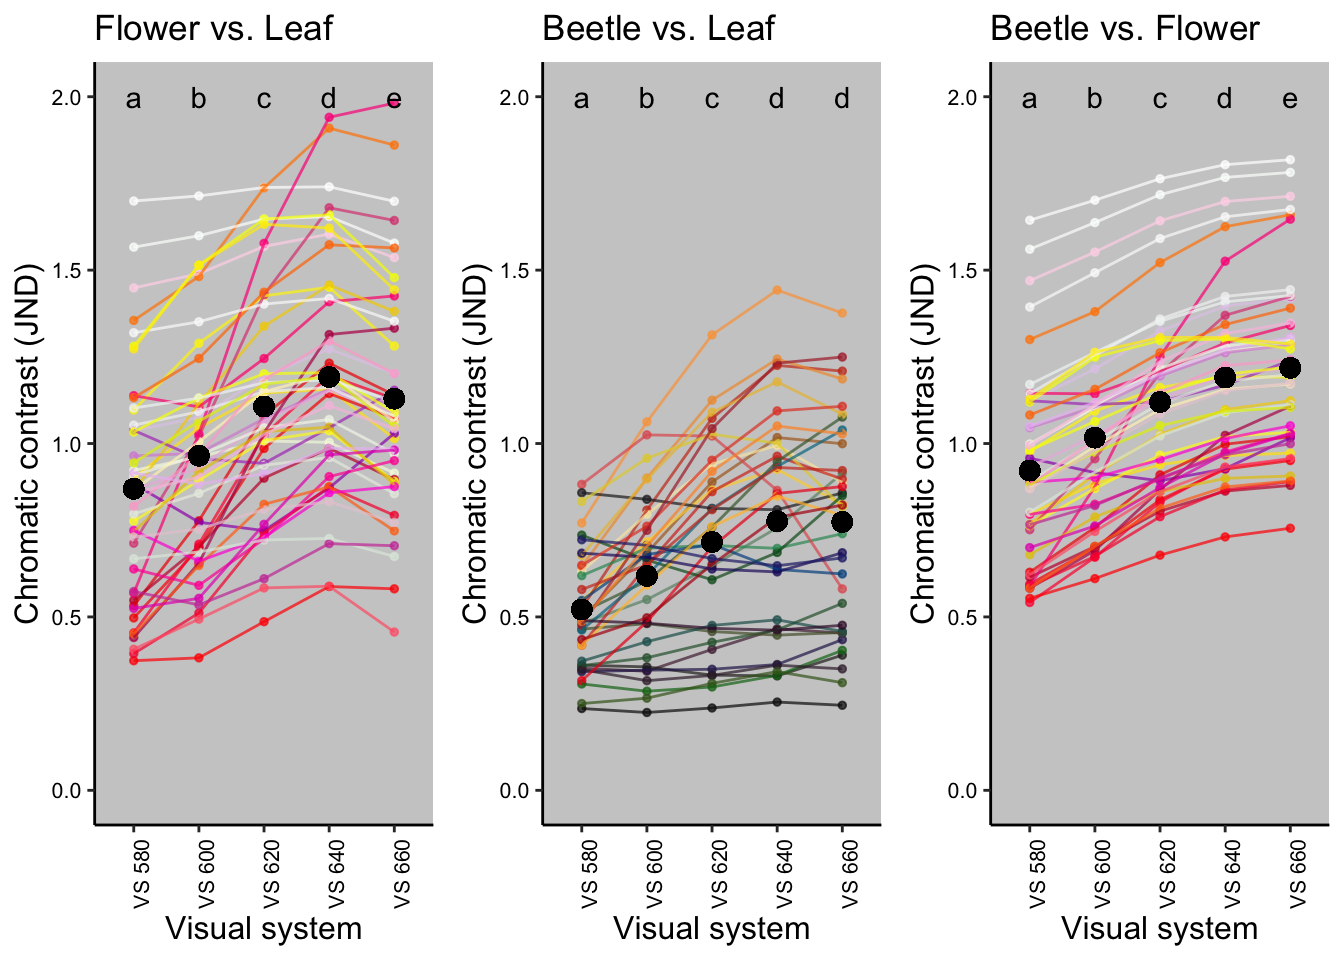 Flower vs. Leaf
Chromatic contrast (JND)
2.0
1.5
1.0
0.5
0.0
a b c d e
VS 580
VS 600
VS 620
VS 640
VS 660
Visual system
Beetle vs. Leaf
Chromatic contrast (JND)
2.0
1.5
1.0
0.5
0.0
a b c d d
VS 580
VS 600
VS 620
VS 640
VS 660
Visual system
Beetle vs. Flower
Chromatic contrast (JND)
2.0
1.5
1.0
0.5
0.0
a b c d e
VS 580
VS 600
VS 620
VS 640
VS 660
Visual system